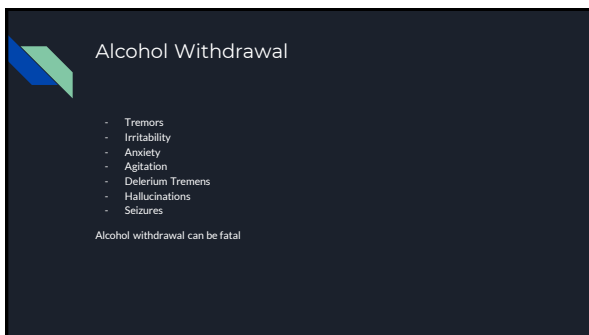 Alcohol Withdrawal
- Tremors
- Irritability
- Anxiety
- Agitation
- Delerium Tremens
- Hallucinations
- Seizures
Alcohol withdrawal can be fatal